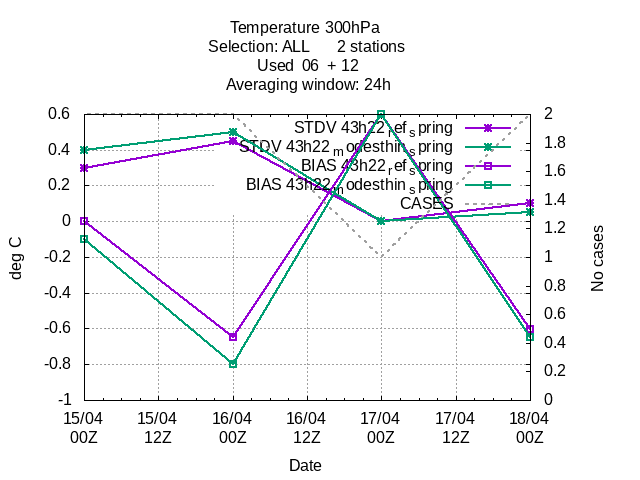 Temperature 300hPa
Selection: ALL 2 stations
Used 06 + 12
Averaging window: 24h
0.6
0.4
0.2
0
-0.2
-0.4
-0.6
-0.8
-1
deg C
STDV 43h22_ref_spring
STDV 43h22_modesthin_spring
BIAS 43h22_ref_spring
BIAS 43h22_modesthin_spring
CASES
2
1.8
1.6
1.4
1.2
1
0.8
0.6
0.4
0.2
0
No cases
15/04 15/04 16/04 16/04 17/04 17/04 18/04
00Z 12Z 00Z 12Z 00Z 12Z 00Z
Date